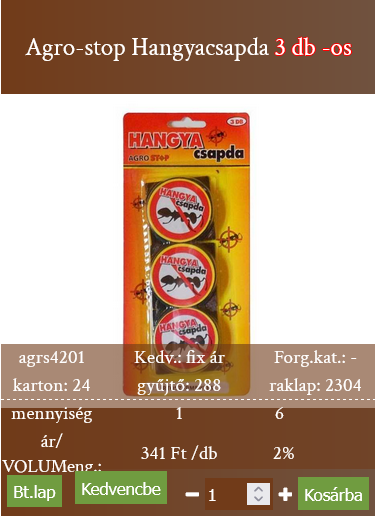 Agro-stop Hangyacsapda 3 db -os
3 DB
HANGYA
csapda
AGRO STOP
HANGYA
csapda
HANGYA
csapda
HANGYA
csapda
agrs4201 Kedv.: fix ár Forg.kat.: -
karton: 24 gyűjtő: 288 raklap: 2304
mennyiség 1 6
ár/
VOLUMeng.: 341 Ft /db 2%
Bt.lap Kedvencbe 1 Kosárba